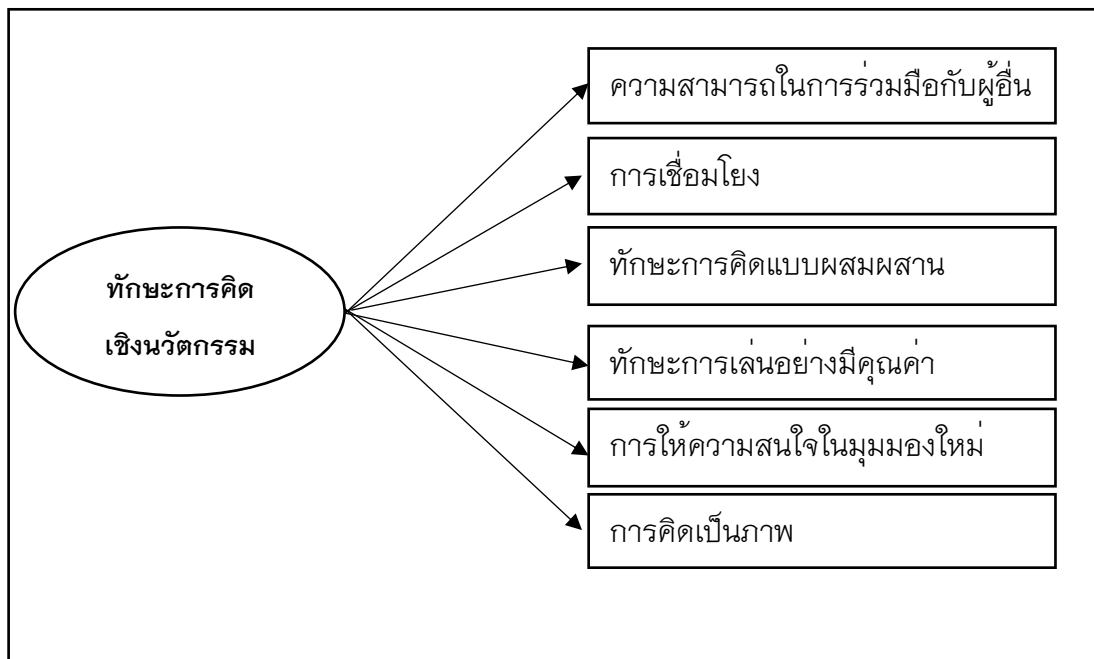 ความสามารถในการร่วมมือกับผู้อื่น
การเชื่อมโยง
ทักษะการคิดแบบผสมผสาน
ทักษะการคิด
เชิงนวัตกรรม
ทักษะการเล่นอย่างมีคุณค่า
การให้ความสนใจในมุมมองใหม่
การคิดเป็นภาพ